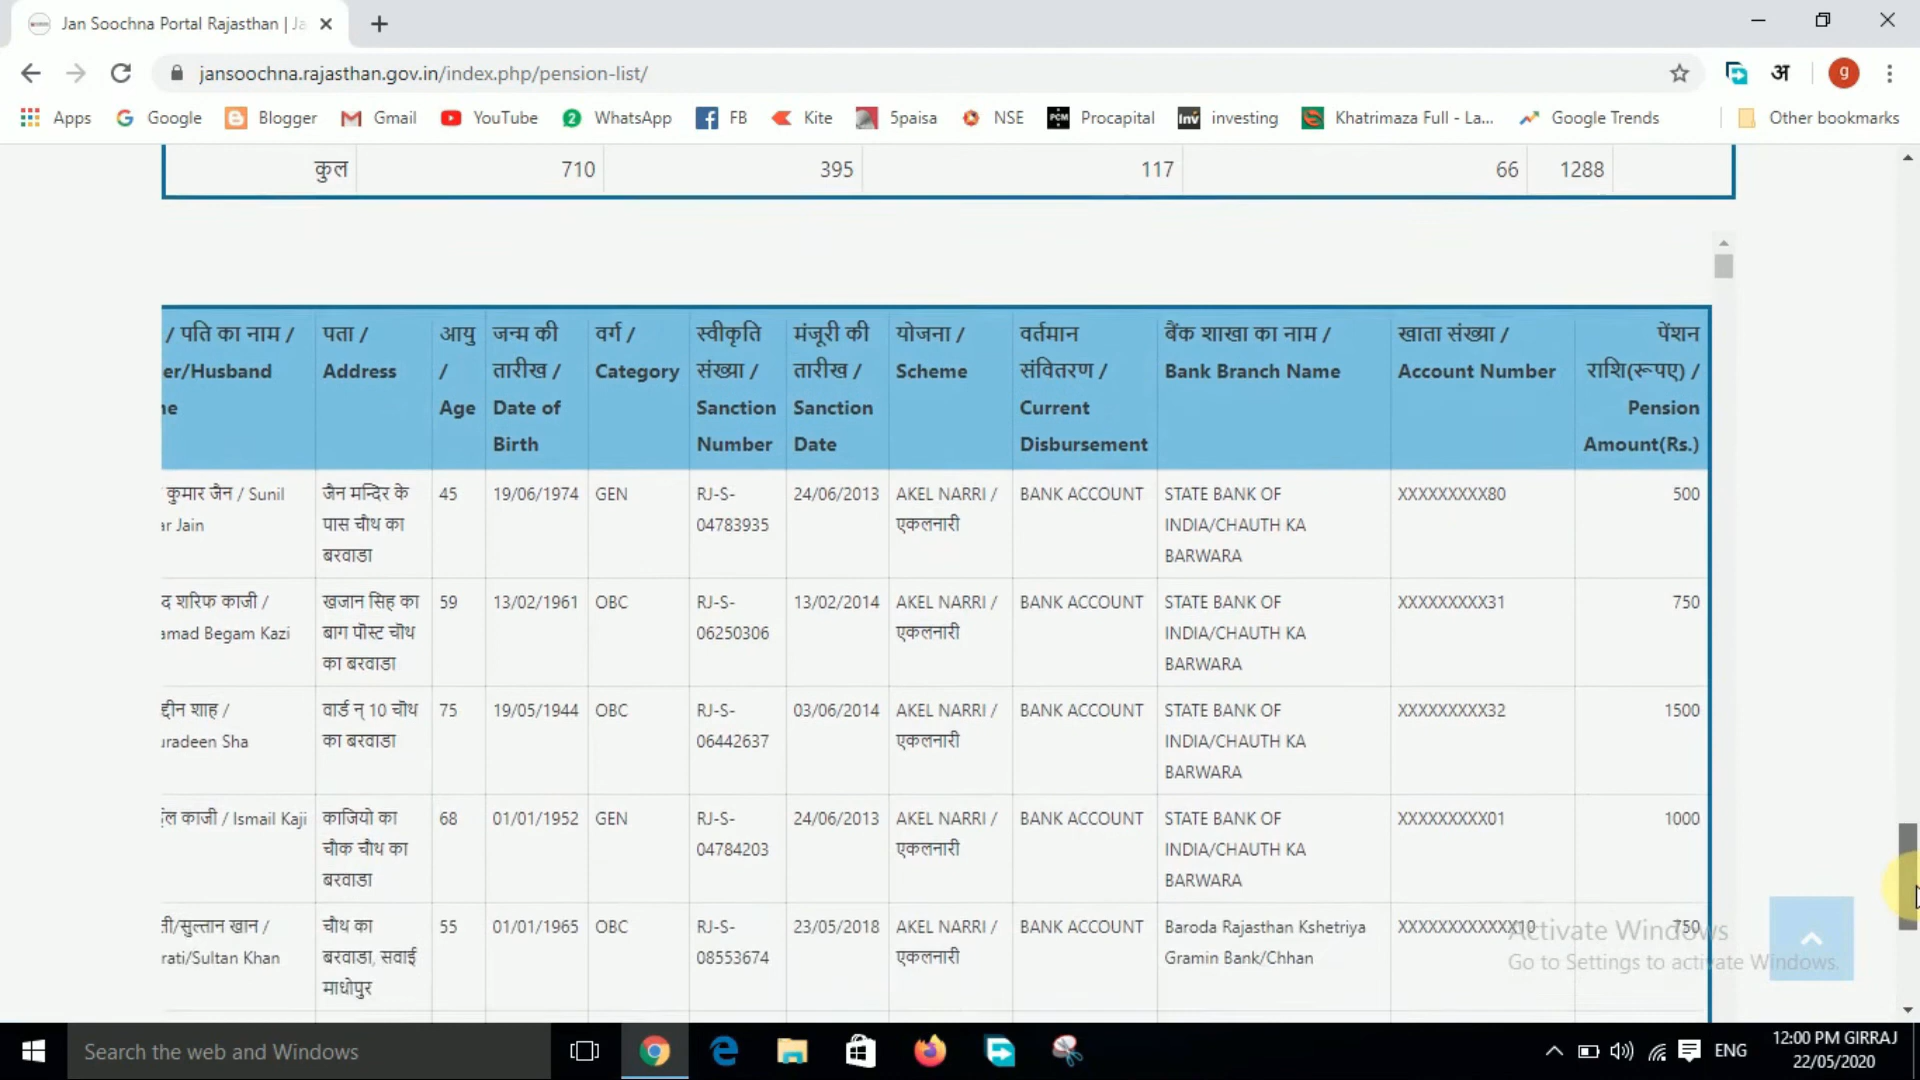 Jan Soochna Portal Rajasthan | Ja
jansoochna.rajasthan.gov.in/index.php/pension-list/
अ
g
Apps Google Blogger Gmail YouTube 2 WhatsApp FB Kite 5paisa NSE PCM Procapital Inv investing Khatrimaza Full - La... Google Trends Other bookmarks
कुल 710 395 117 66 1288
/ पति का नाम / पता / आयु जन्म की वर्ग / स्वीकृति मंजूरी की योजना / वर्तमान बैंक शाखा का नाम / खाता संख्या / पेंशन
er/Husband Address / तारीख / Category संख्या / तारीख / Scheme संवितरण / Bank Branch Name Account Number राशि(रूपए) /
ne Age Date of Sanction Sanction Current Pension
Birth Number Date Disbursement Amount(Rs.)
कुमार जैन / Sunil जैन मन्दिर के 45 19/06/1974 GEN RJ-S- 24/06/2013 AKEL NARRI / BANK ACCOUNT STATE BANK OF XXXXXXXXX80 500
ar Jain पास चौथ का 04783935 एकलनारी INDIA/CHAUTH KA
बरवाडा BARWARA
द शरिफ काजी / खजान सिह का 59 13/02/1961 OBC RJ-S- 13/02/2014 AKEL NARRI / BANK ACCOUNT STATE BANK OF XXXXXXXXX31 750
amad Begam Kazi बाग पॊस्ट चॊथ 06250306 एकलनारी INDIA/CHAUTH KA
का बरवाडा BARWARA
द्दीन शाह / वार्ड न् 10 चॊथ 75 19/05/1944 OBC RJ-S- 03/06/2014 AKEL NARRI / BANK ACCOUNT STATE BANK OF XXXXXXXXX32 1500
uradeen Sha का बरवाडा 06442637 एकलनारी INDIA/CHAUTH KA
BARWARA
काजी / Ismail Kaji काजियो का 68 01/01/1952 GEN RJ-S- 24/06/2013 AKEL NARRI / BANK ACCOUNT STATE BANK OF XXXXXXXXX01 1000
चौक चौथ का 04784203 एकलनारी INDIA/CHAUTH KA
बरवाडा BARWARA
ती/सुल्तान खान / चौथ का 55 01/01/1965 OBC RJ-S- 23/05/2018 AKEL NARRI / BANK ACCOUNT Baroda Rajasthan Kshetriya XXXXXXXXXXXX10 750
rati/Sultan Khan बरवाडा, सवाई 08553674 एकलनारी Gramin Bank/Chhan
माधोपुर
Activate Windows
Go to Settings to activate Windows.
Search the web and Windows
ENG
12:00 PM GIRRAJ
22/05/2020